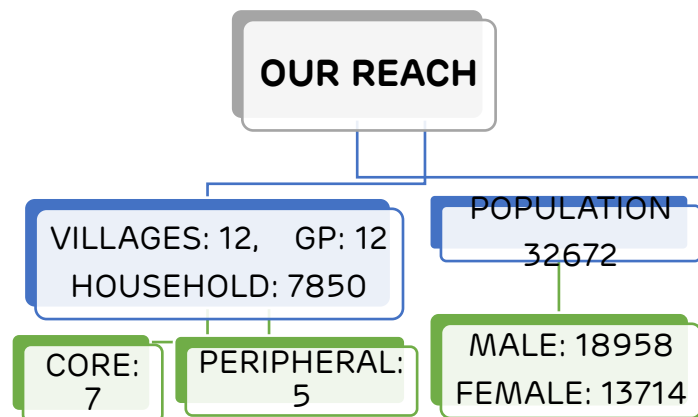 OUR REACH
VILLAGES: 12, GP: 12
HOUSEHOLD: 7850
POPULATION
32672
CORE:
7
PERIPHERAL:
5
MALE: 18958
FEMALE: 13714